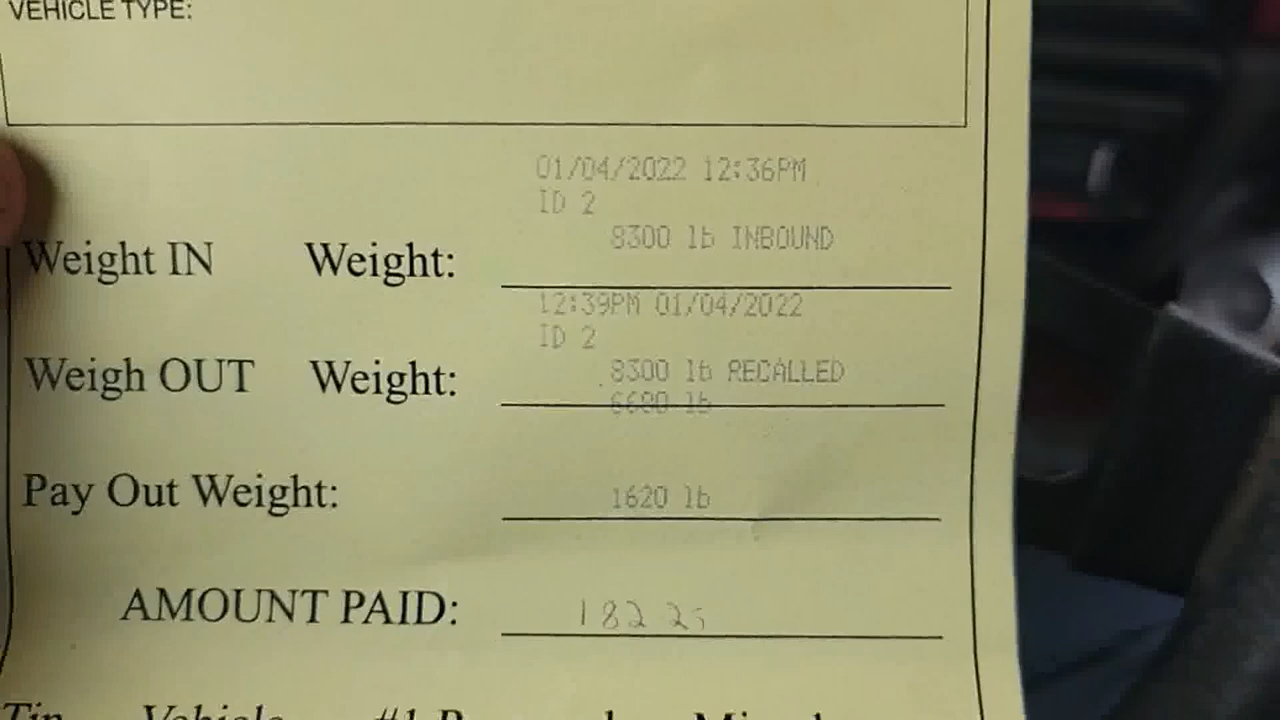 VEHICLE TYPE:
01/04/2022 12:36PM
ID 2
8300 lb INBOUND
Weight IN Weight:
12:39PM 01/04/2022
ID 2
8300 lb RECALLED
Weigh OUT Weight:
6680 lb
Pay Out Weight: 1620 lb
AMOUNT PAID: 182 25
Vehicle #1